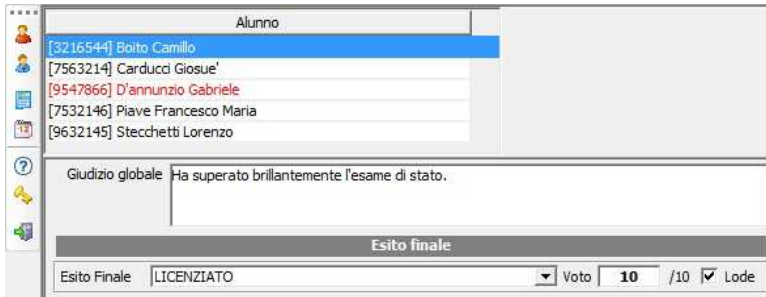 Alunno
[3216544] Boito Camillo
[7563214] Carducci Giosue'
[9547866] D'annunzio Gabriele
[7532146] Piave Francesco Maria
[9632145] Stecchetti Lorenzo
Giudizio globale Ha superato brillantemente l'esame di stato.
Esito finale
Esito Finale LICENZIATO Voto 10 /10 Lode